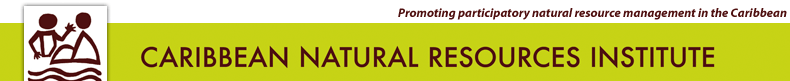 Promoting participatory natural resource management in the Caribbean
CARIBBEAN NATURAL RESOURCES INSTITUTE